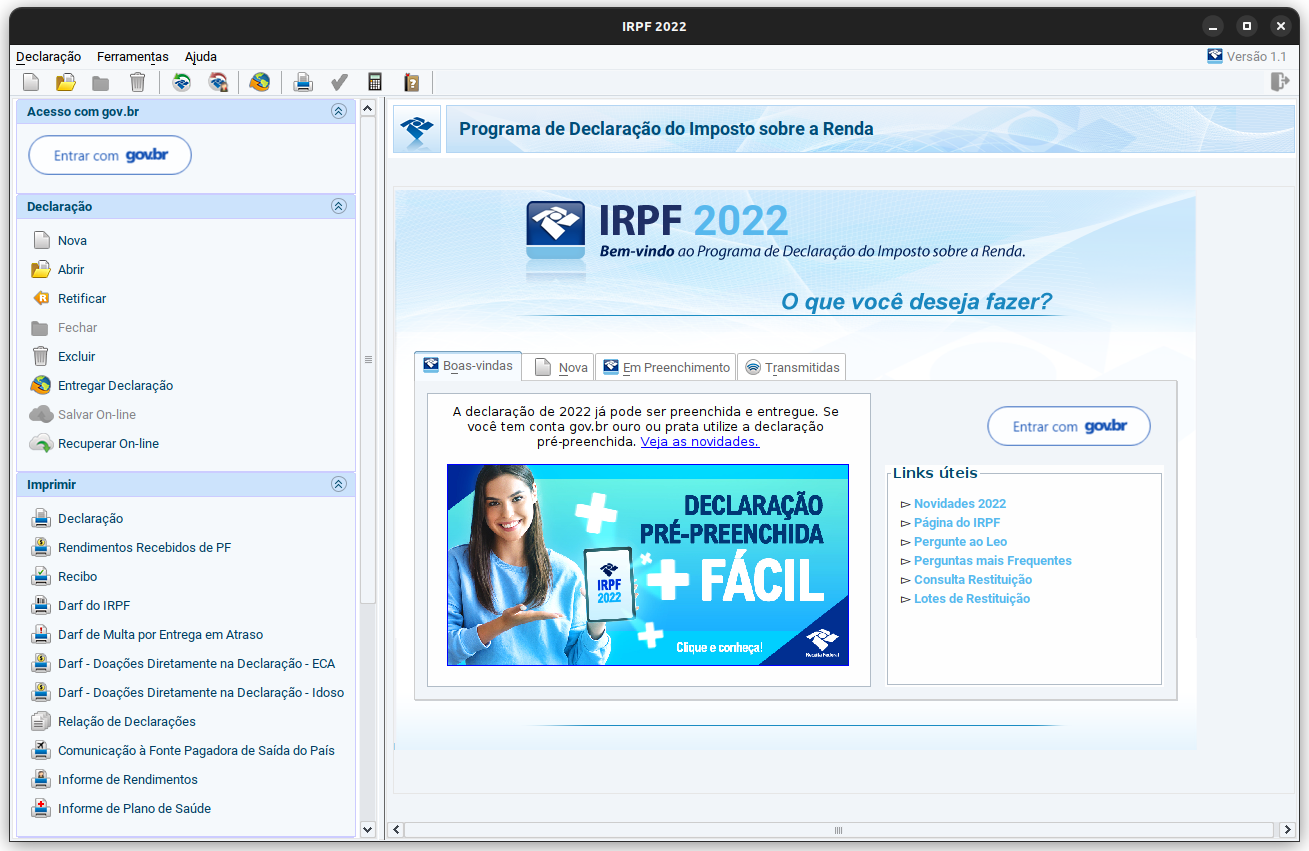 IRPF 2022
Declaração Ferramentas Ajuda
Versão 1.1
Acesso com gov.br
Entrar com gov.br
Declaração
Nova
Abrir
Retificar
Fechar
Excluir
Entregar Declaração
Salvar On-line
Recuperar On-line
Imprimir
Declaração
Rendimentos Recebidos de PF
Recibo
Darf do IRPF
Darf de Multa por Entrega em Atraso
Darf - Doações Diretamente na Declaração - ECA
Darf - Doações Diretamente na Declaração - Idoso
Relação de Declarações
Comunicação à Fonte Pagadora de Saída do País
Informe de Rendimentos
Informe de Plano de Saúde
Programa de Declaração do Imposto sobre a Renda
IRPF 2022
Bem-vindo ao Programa de Declaração do Imposto sobre a Renda.
O que você deseja fazer?
Boas-vindas Nova Em Preenchimento Transmitidas
A declaração de 2022 já pode ser preenchida e entregue. Se
você tem conta gov.br ouro ou prata utilize a declaração
pré-preenchida. Veja as novidades.
DECLARAÇÃO
PRÉ-PREENCHIDA
+ FÁCIL
IRPF
2022
Clique e conheça!
Receita Federal
Entrar com gov.br
Links úteis
Novidades 2022
Página do IRPF
Pergunte ao Leo
Perguntas mais Frequentes
Consulta Restituição
Lotes de Restituição